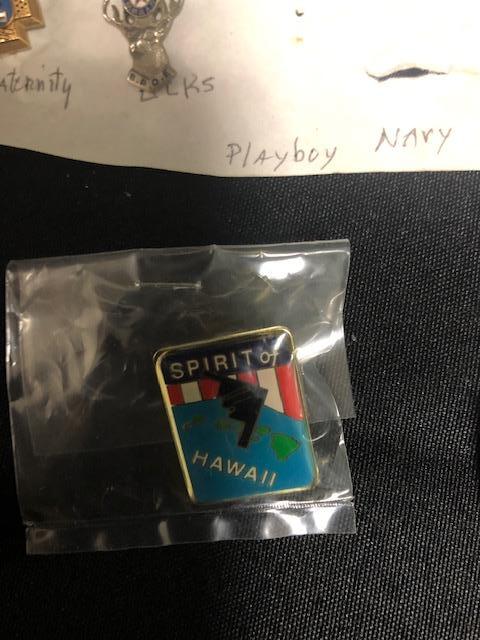 aternity
ELKS
B.P.O.E.
Playboy
NAVY
SPIRIT of
HAWAII